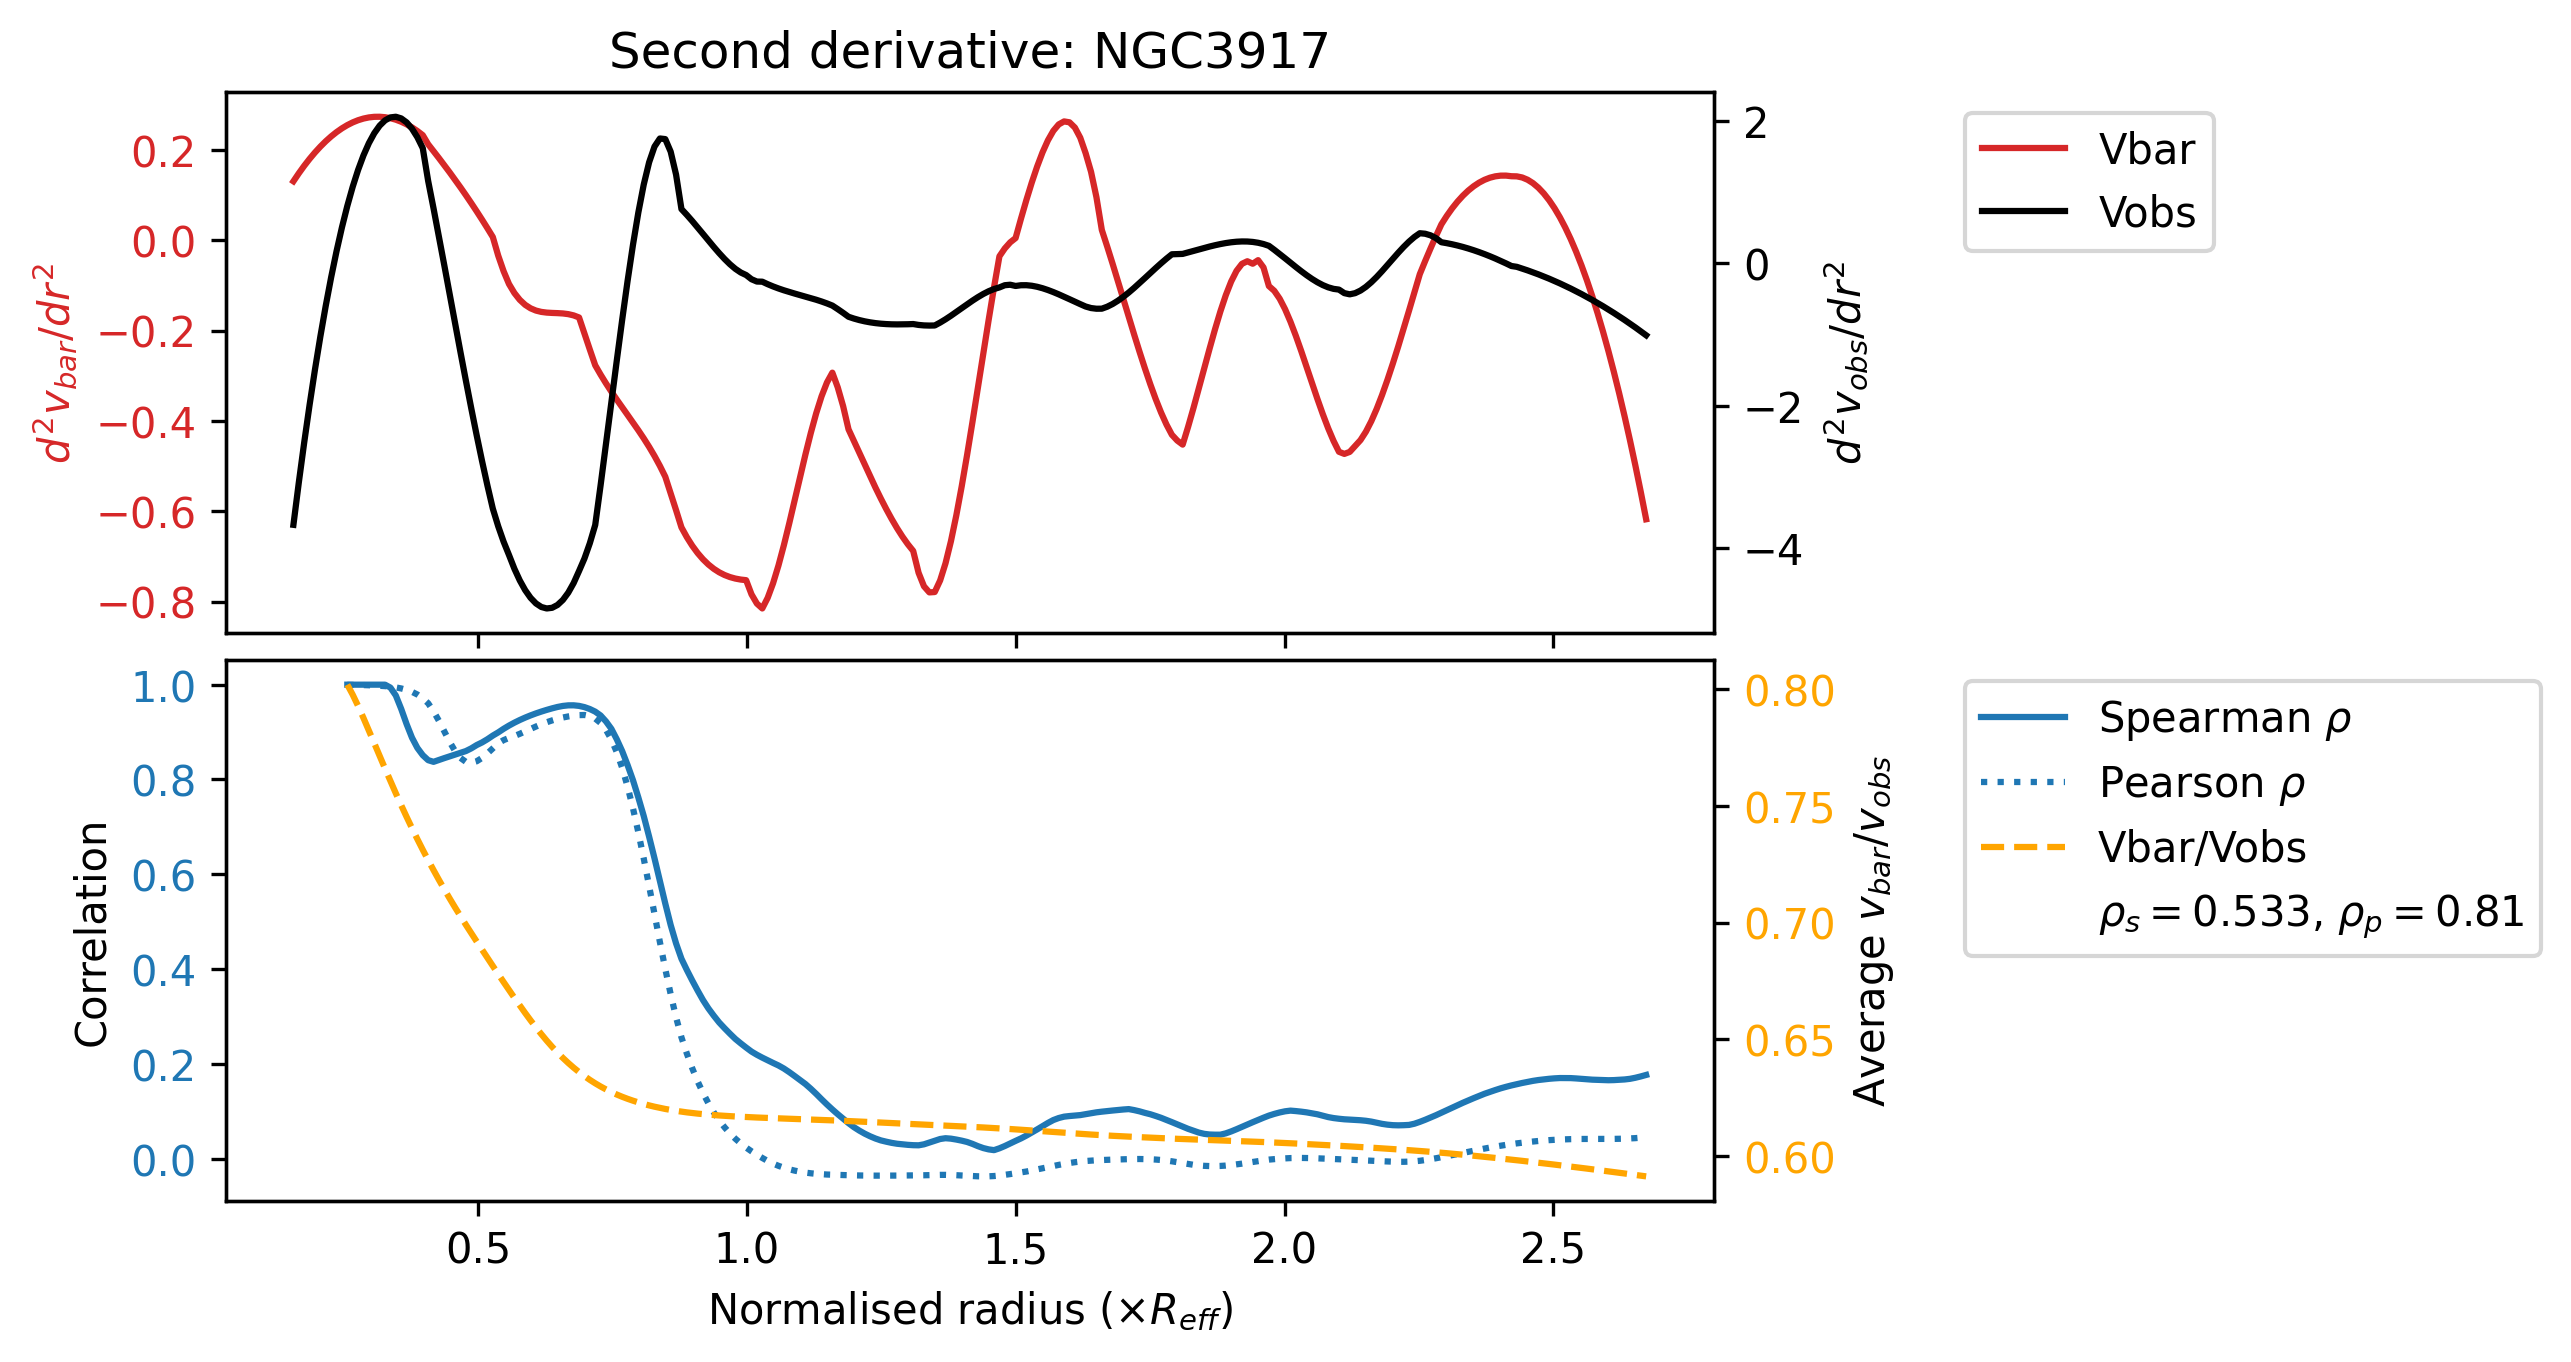 Second derivative: NGC3917
0.2
0.0
−0.2
−0.4
−0.6
−0.8
d²v_bar/dr²
2
0
−2
−4
d²v_obs/dr²
Vbar
Vobs
1.0
0.8
0.6
0.4
0.2
0.0
Correlation
0.80
0.75
0.70
0.65
0.60
Average v_bar/v_obs
Spearman ρ
Pearson ρ
Vbar/Vobs
ρ_s = 0.533, ρ_p = 0.81
0.5 1.0 1.5 2.0 2.5
Normalised radius (×R_eff)